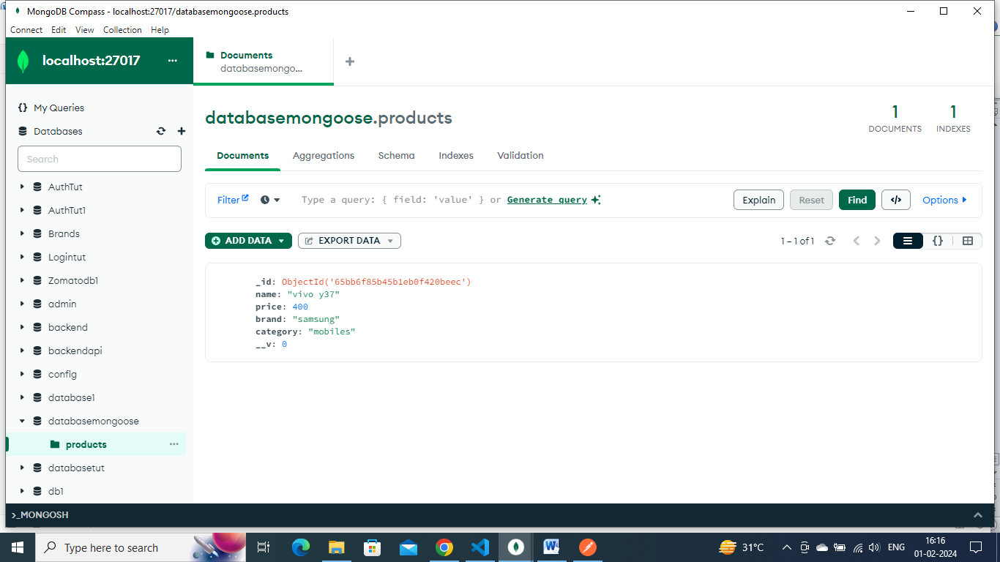 MongoDB Compass - localhost:27017/databasemongoose.products
Connect Edit View Collection Help
localhost:27017 ...
Documents
databasemongo...
My Queries
Databases
Search
AuthTut
AuthTut1
Brands
Logintut
Zomatodb1
admin
backend
backendapi
config
database1
databasemongoose
products ...
databasetut
db1
databasemongoose.products
1
DOCUMENTS
1
INDEXES
Documents Aggregations Schema Indexes Validation
Filter Type a query: { field: 'value' } or Generate query Explain Reset Find </> Options
ADD DATA EXPORT DATA 1 – 1 of 1 {}
_id: ObjectId('65bb6f85b45b1eb0f420beec')
name: "vivo y37"
price: 400
brand: "samsung"
category: "mobiles"
__v: 0
>_MONGOSH
Type here to search 31°C ENG 16:16
01-02-2024